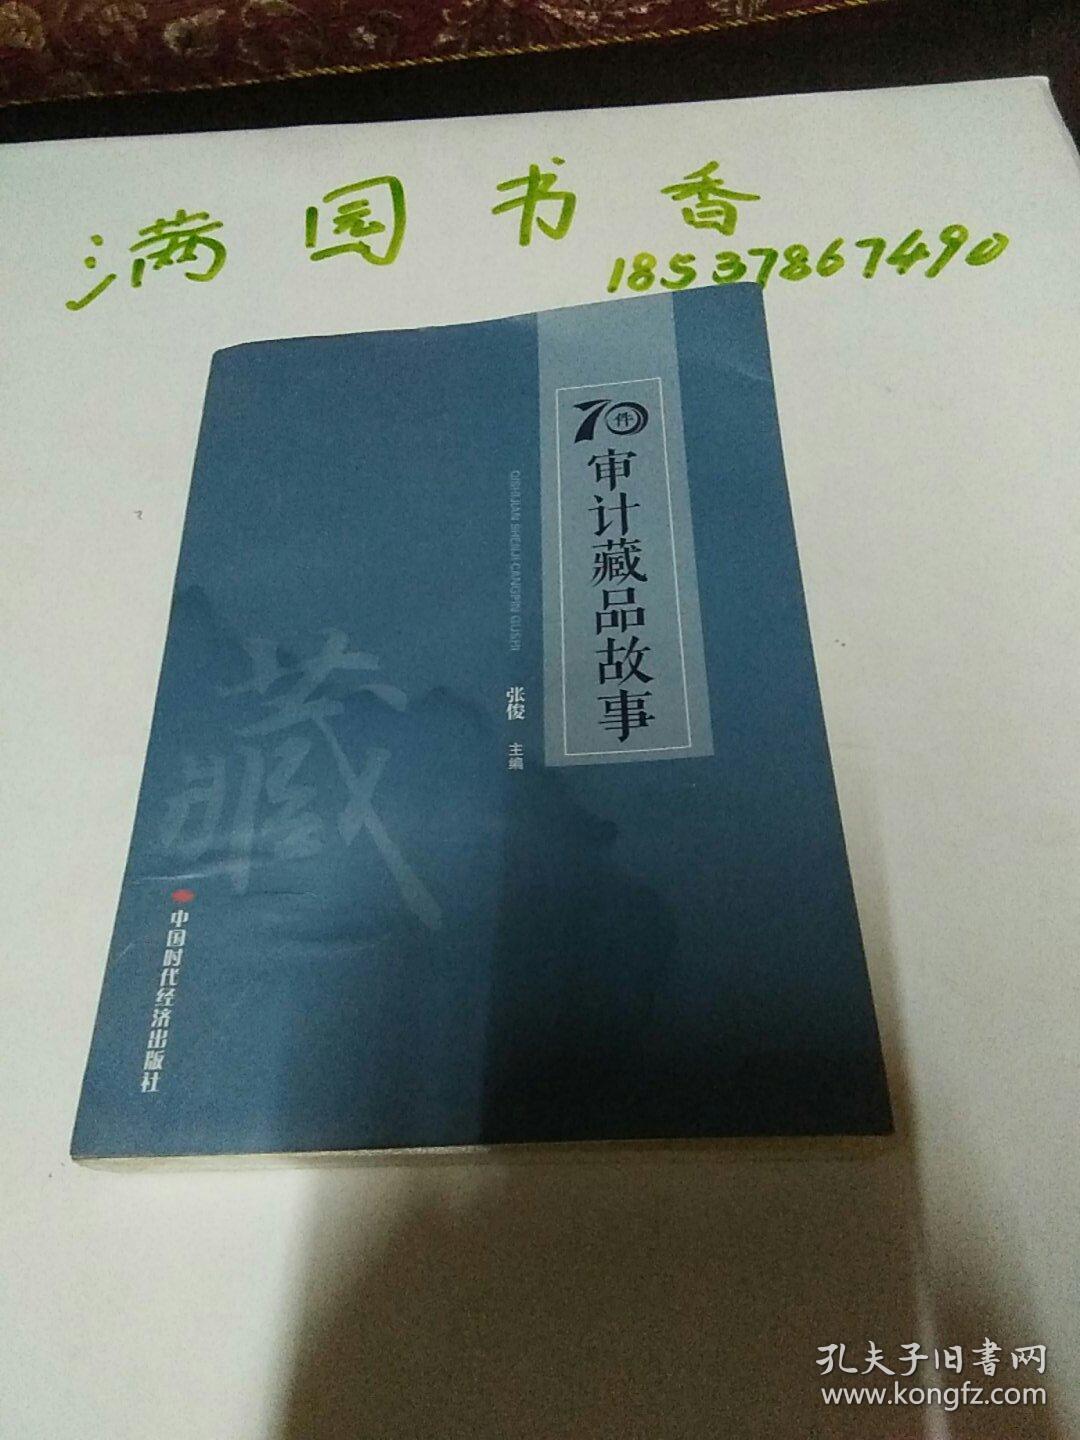 满园书香
18537867490
70件
审计藏品故事
QISHIJIAN SHENJI CANGPIN GUSHI
张俊 主编
藏
中国时代经济出版社
孔夫子旧書网
www.kongfz.com